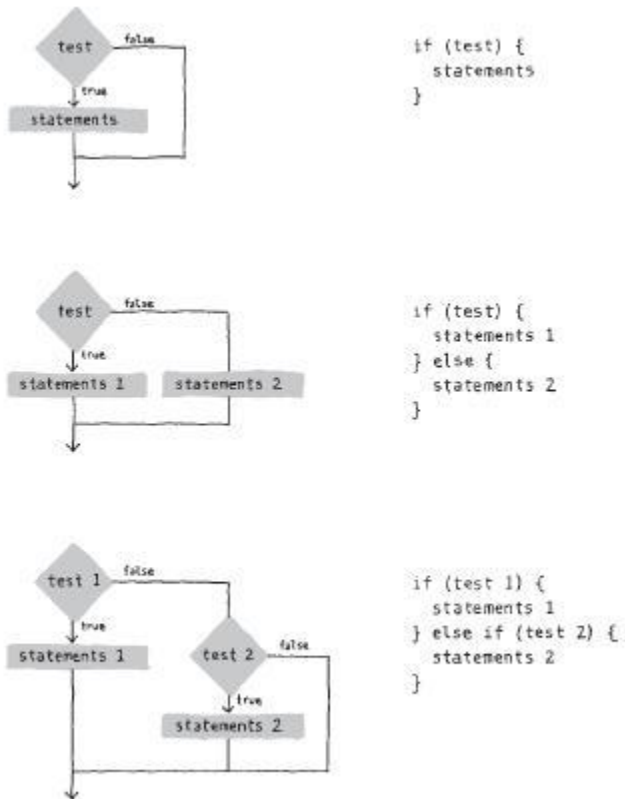 test
false
true
statements
if (test) {
statements
}
test
false
true
statements 1
statements 2
if (test) {
statements 1
} else {
statements 2
}
test 1
false
true
statements 1
test 2
false
true
statements 2
if (test 1) {
statements 1
} else if (test 2) {
statements 2
}